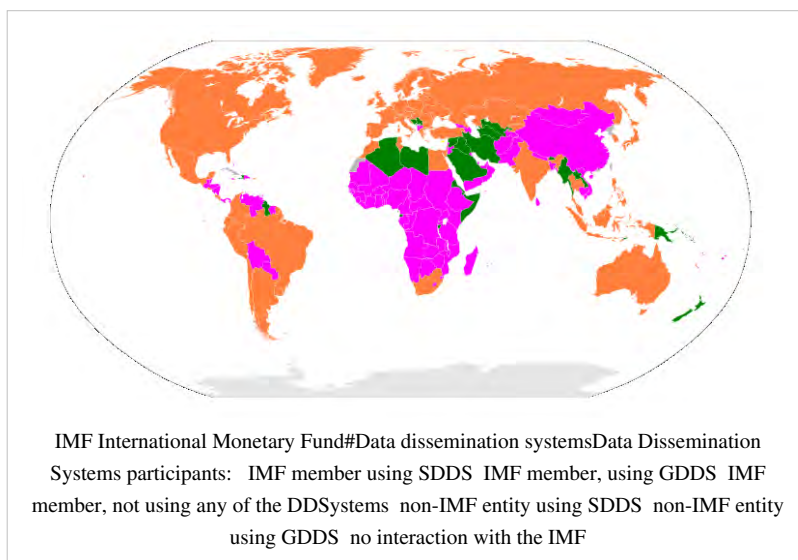 IMF International Monetary Fund#Data dissemination systemsData Dissemination
Systems participants: IMF member using SDDS IMF member, using GDDS IMF
member, not using any of the DDSystems non-IMF entity using SDDS non-IMF entity
using GDDS no interaction with the IMF